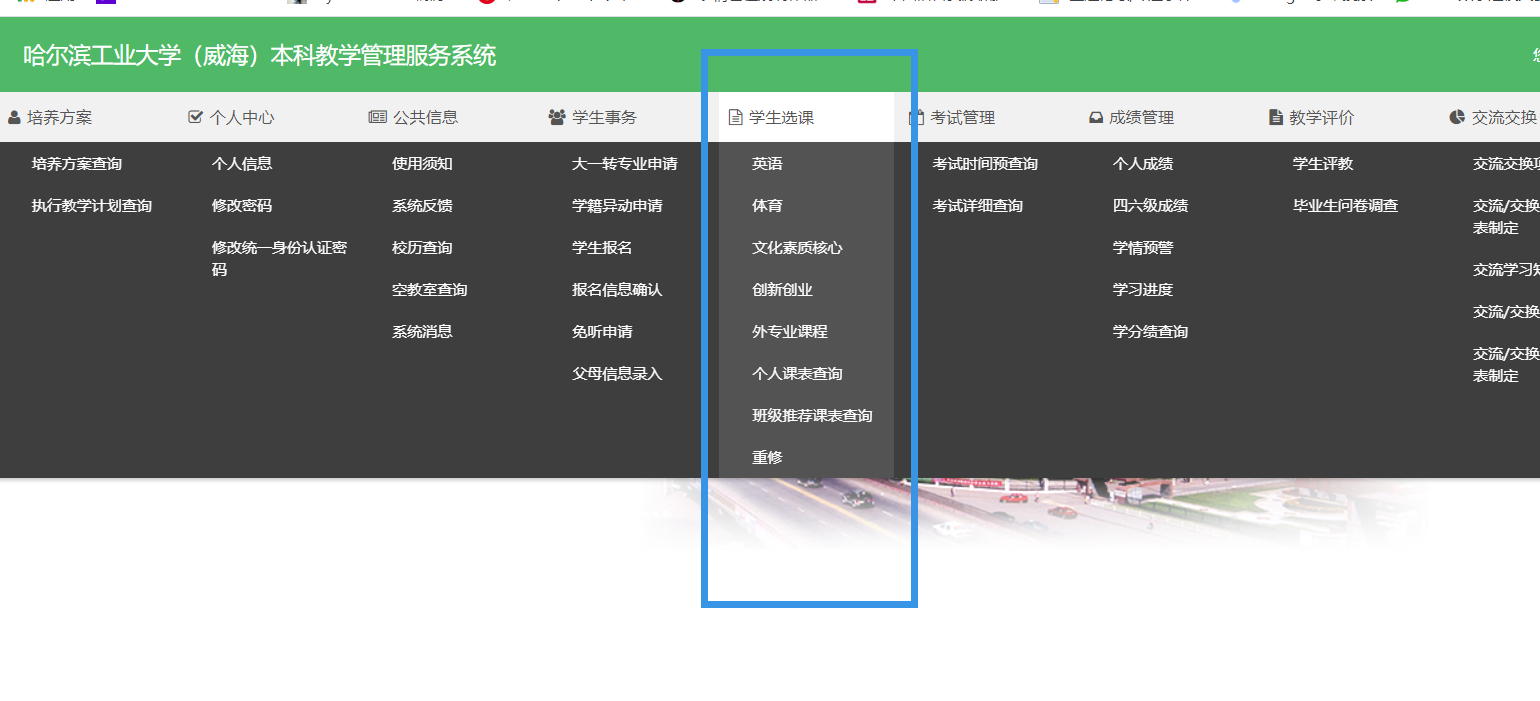 哈尔滨工业大学（威海）本科教学管理服务系统
培养方案
个人中心
公共信息
学生事务
学生选课
考试管理
成绩管理
教学评价
交流交换
培养方案查询
执行教学计划查询
个人信息
修改密码
修改统一身份认证密
码
使用须知
系统反馈
校历查询
空教室查询
系统消息
大一转专业申请
学籍异动申请
学生报名
报名信息确认
免听申请
父母信息录入
英语
体育
文化素质核心
创新创业
外专业课程
个人课表查询
班级推荐课表查询
重修
考试时间预查询
考试详细查询
个人成绩
四六级成绩
学情预警
学习进度
学分绩查询
学生评教
毕业生问卷调查
交流交换
交流/交换
表制定
交流学习
交流/交换
交流/交换
表制定